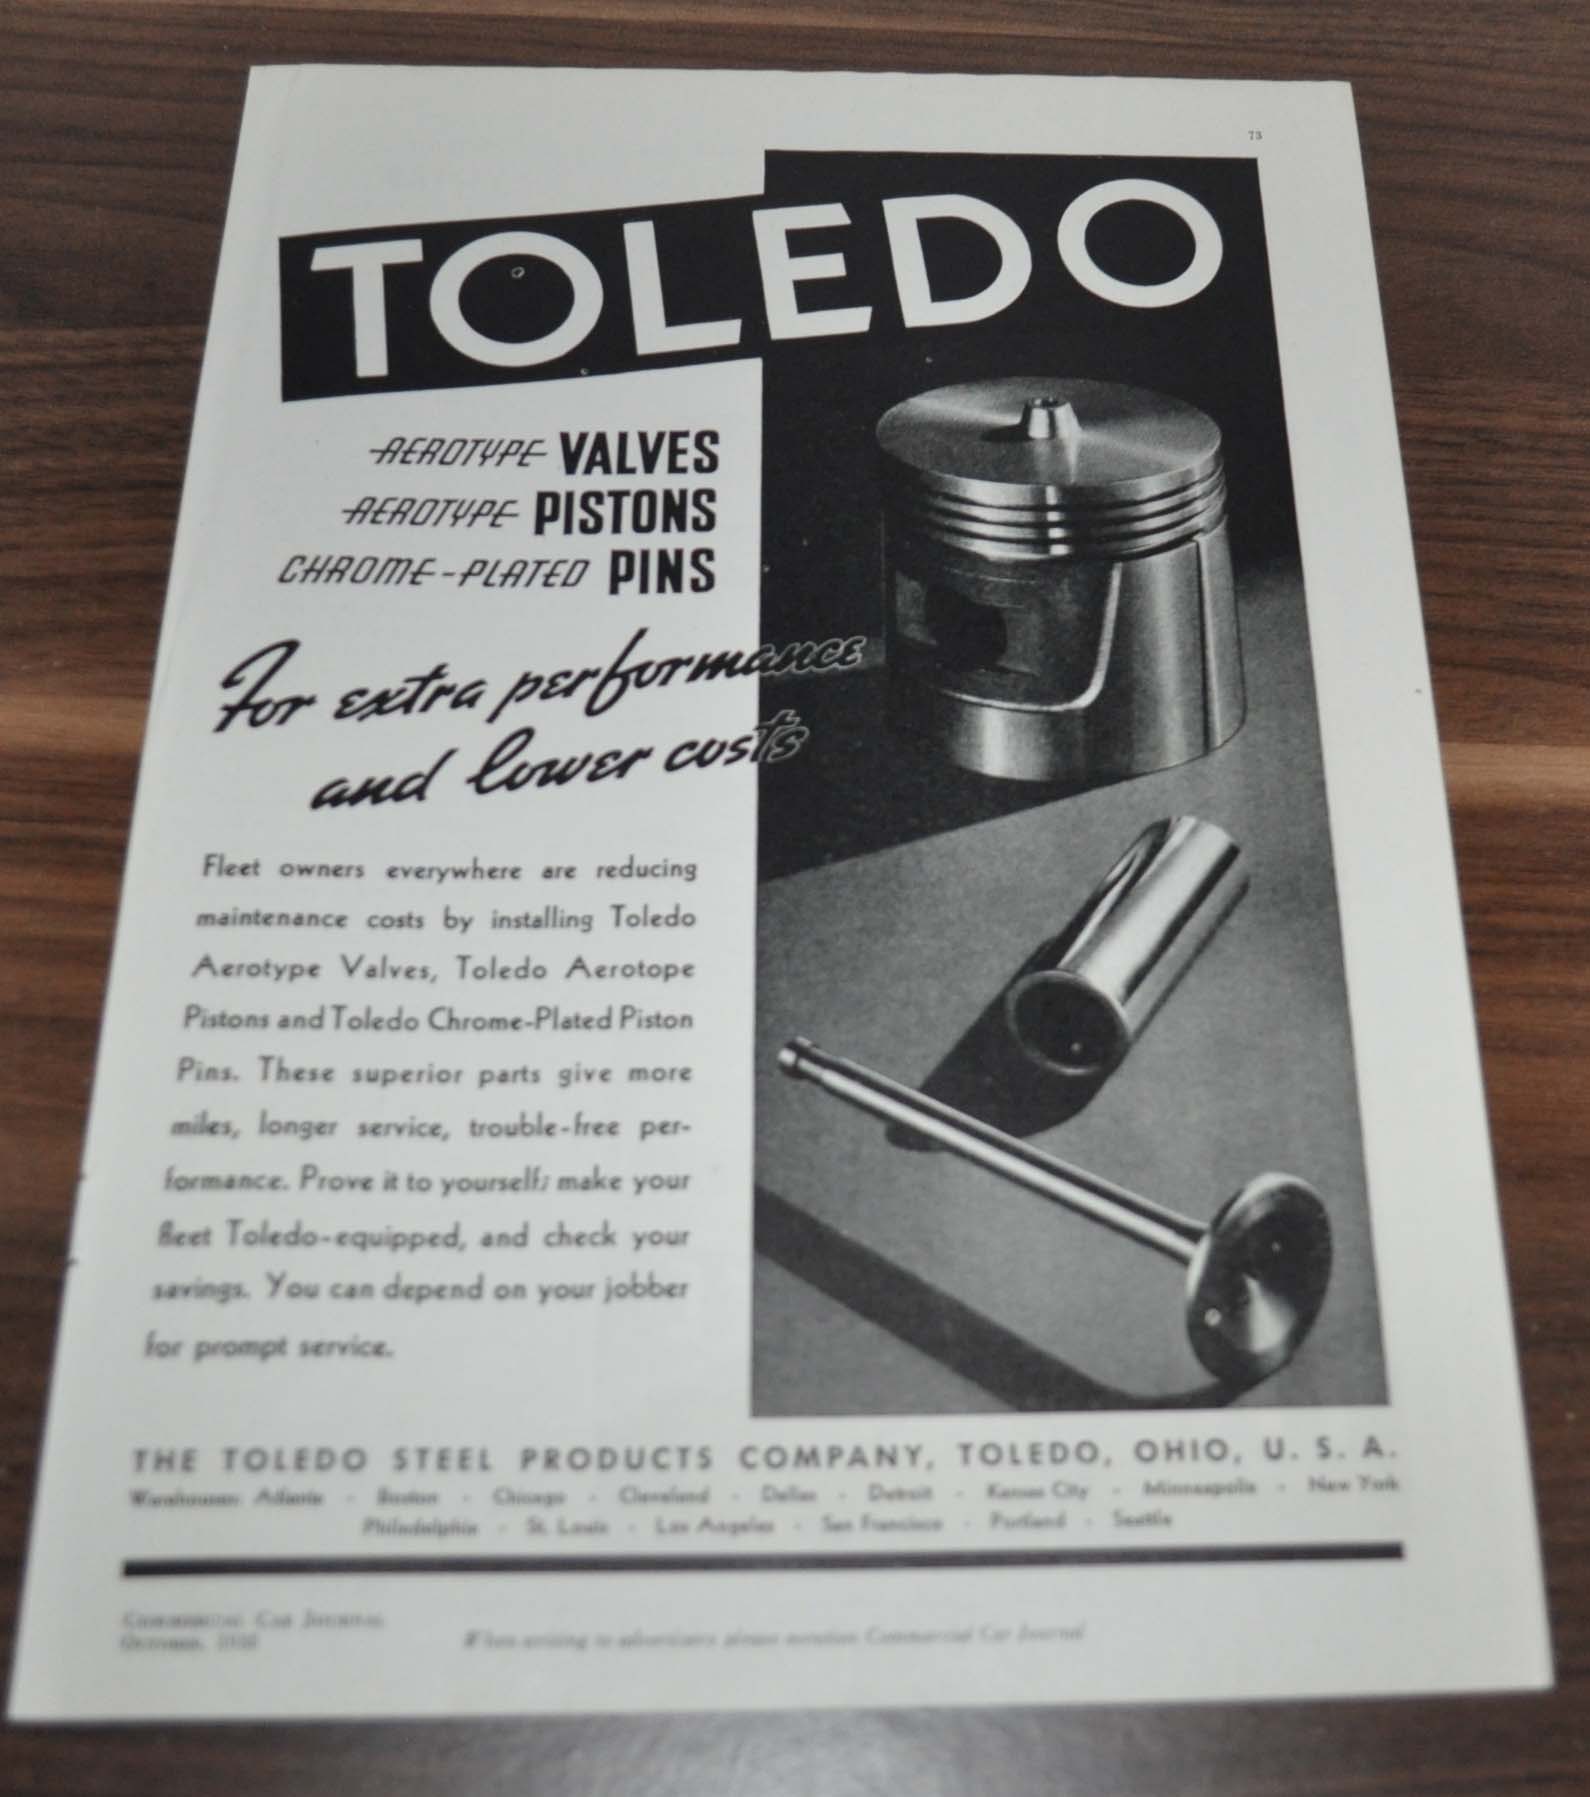 73
TOLEDO
AEROTYPE VALVES
AEROTYPE PISTONS
CHROME-PLATED PINS
For extra performance
and lower costs
Fleet owners everywhere are reducing
maintenance costs by installing Toledo
Aerotype Valves, Toledo Aerotope
Pistons and Toledo Chrome-Plated Piston
Pins. These superior parts give more
miles, longer service, trouble-free per-
formance. Prove it to yourself; make your
fleet Toledo-equipped, and check your
savings. You can depend on your jobber
for prompt service.
THE TOLEDO STEEL PRODUCTS COMPANY, TOLEDO, OHIO, U. S. A.
Warehouses: Atlanta - Boston - Chicago - Cleveland - Dallas - Detroit - Kansas City - Minneapolis - New York
Philadelphia - St. Louis - Los Angeles - San Francisco - Portland - Seattle
Commercial Car Journal
October,
When writing to advertisers please mention Commercial Car Journal